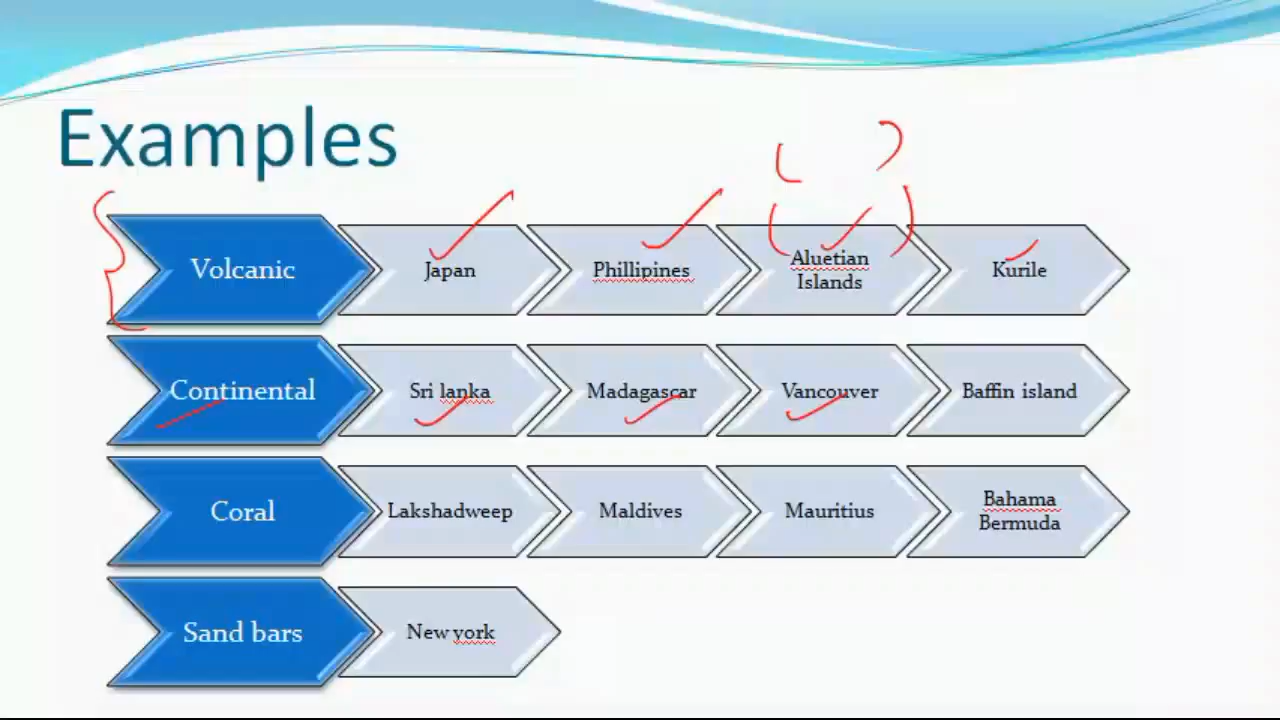 Examples
Volcanic
Japan
Phillipines
Aluetian
Islands
Kurile
Continental
Sri lanka
Madagascar
Vancouver
Baffin island
Coral
Lakshadweep
Maldives
Mauritius
Bahama
Bermuda
Sand bars
New york